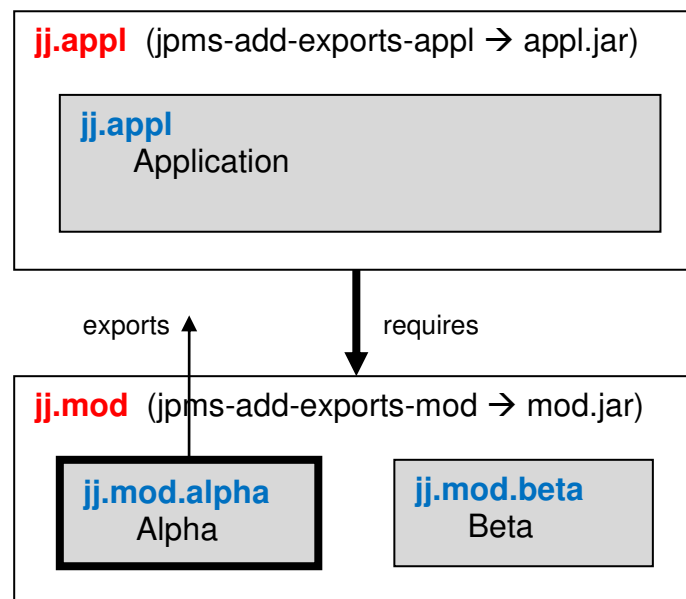 jj.appl (jpms-add-exports-appl → appl.jar)
jj.appl
Application
exports
requires
jj.mod (jpms-add-exports-mod → mod.jar)
jj.mod.alpha
Alpha
jj.mod.beta
Beta